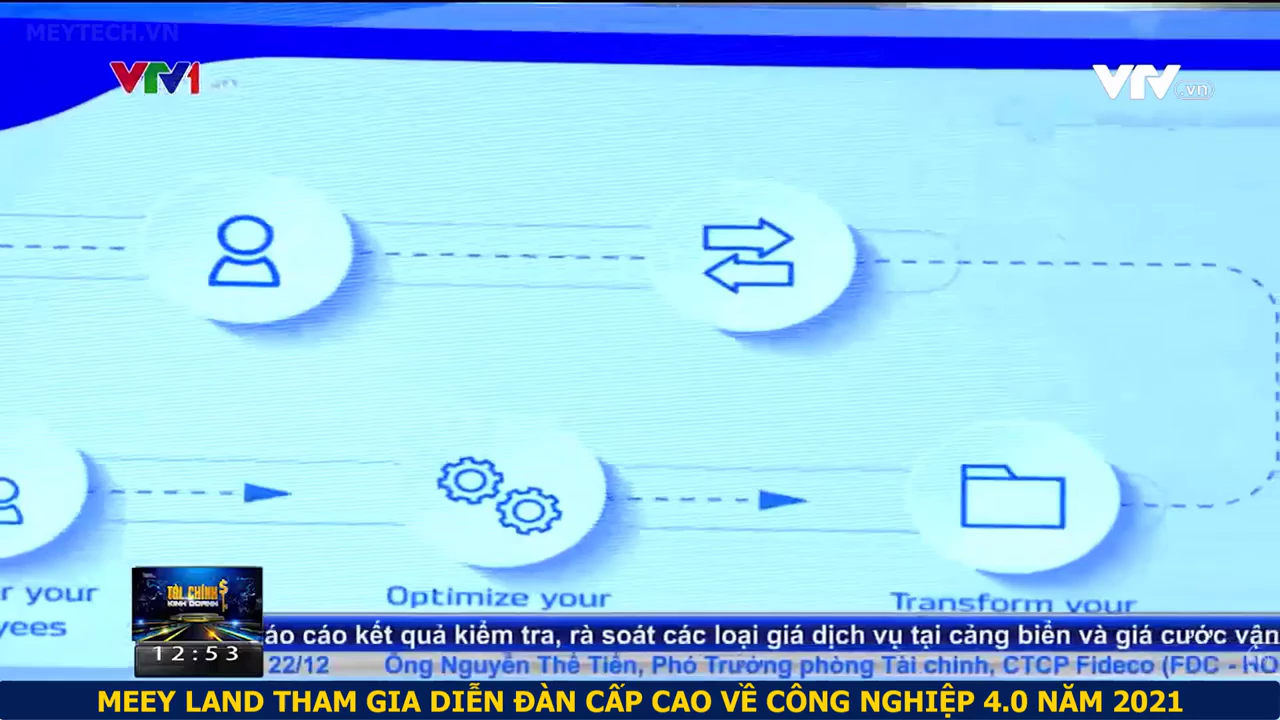 MEYTECH.VN
VTV1
VTV.vn
r your
yees
Optimize your
Transform your
TÀI CHÍNH
KINH DOANH
12:53
áo cáo kết quả kiểm tra, rà soát các loại giá dịch vụ tại cảng biển và giá cước vận
22/12 Ông Nguyễn Thế Tiến, Phó Trưởng phòng Tài chính, CTCP Fideco (FDC - HO
MEEY LAND THAM GIA DIỄN ĐÀN CẤP CAO VỀ CÔNG NGHIỆP 4.0 NĂM 2021